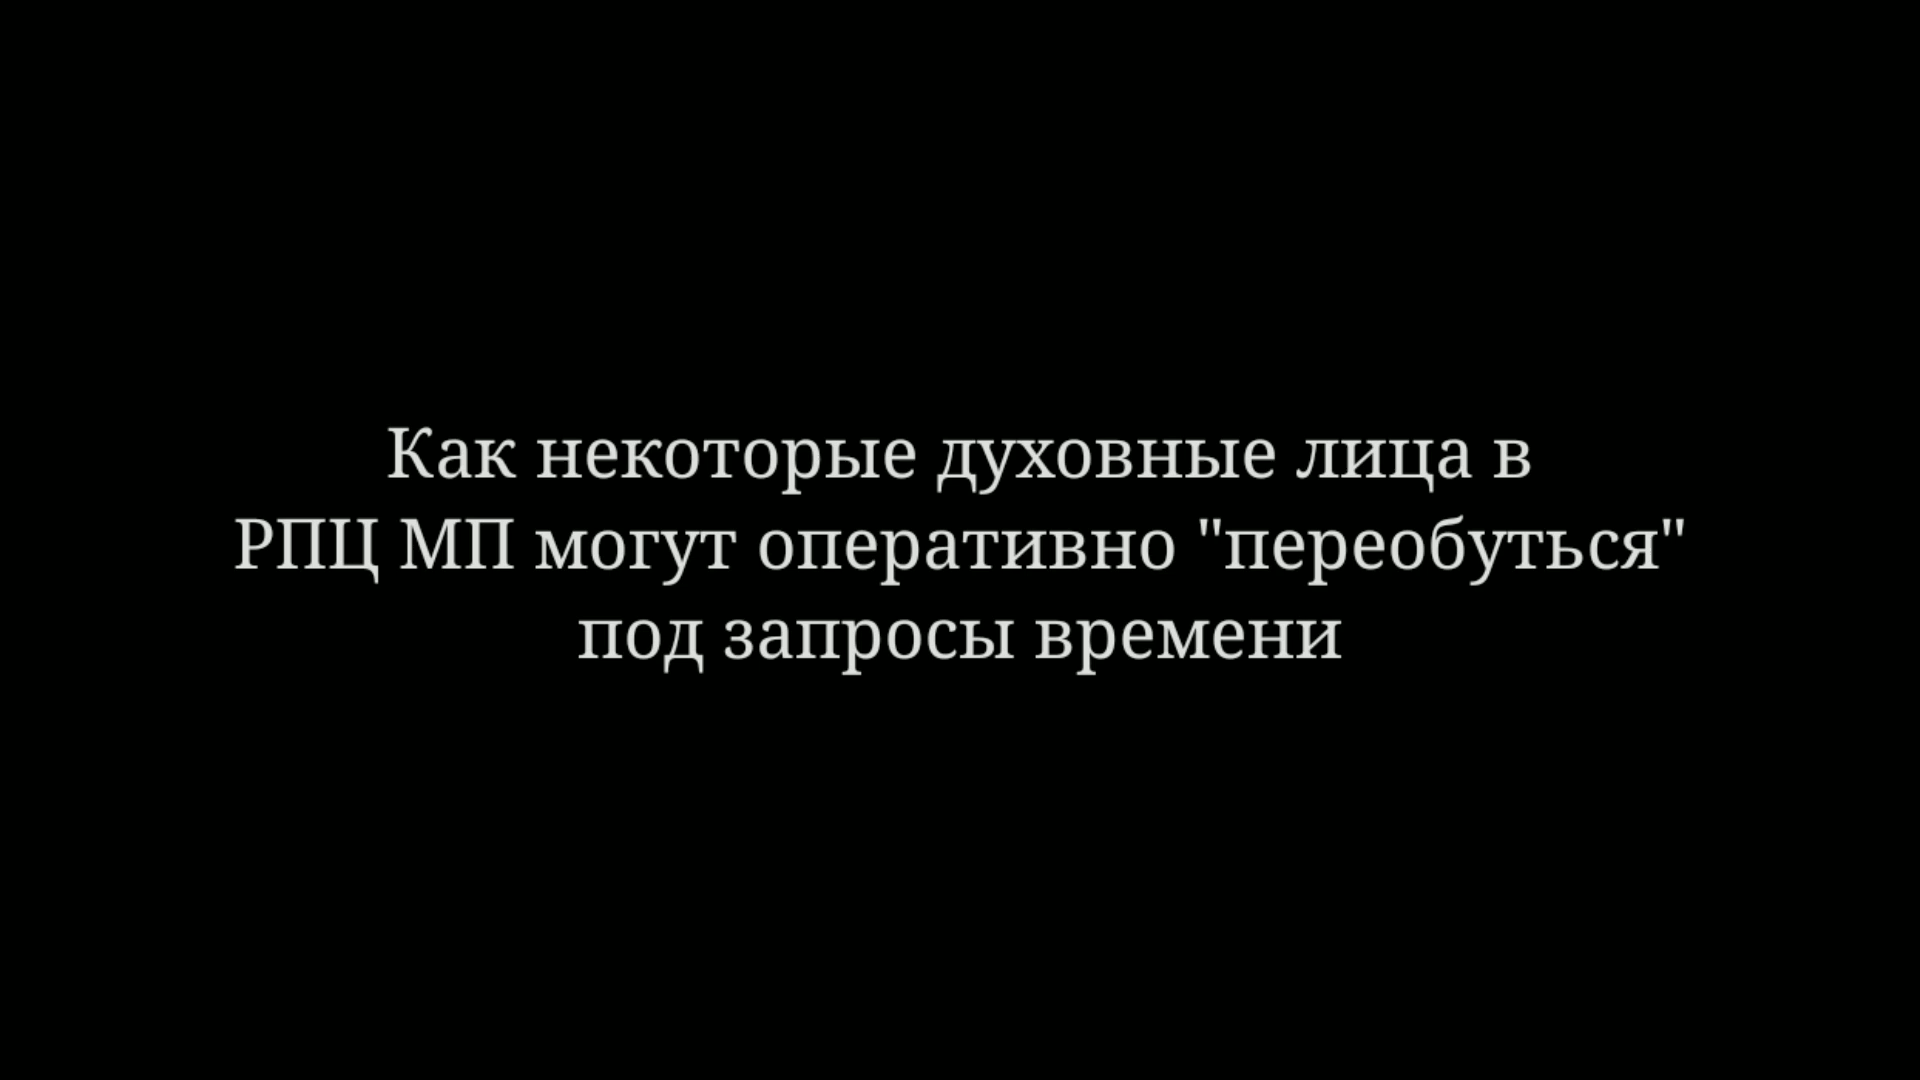 Как некоторые духовные лица в
РПЦ МП могут оперативно "переобуться"
под запросы времени